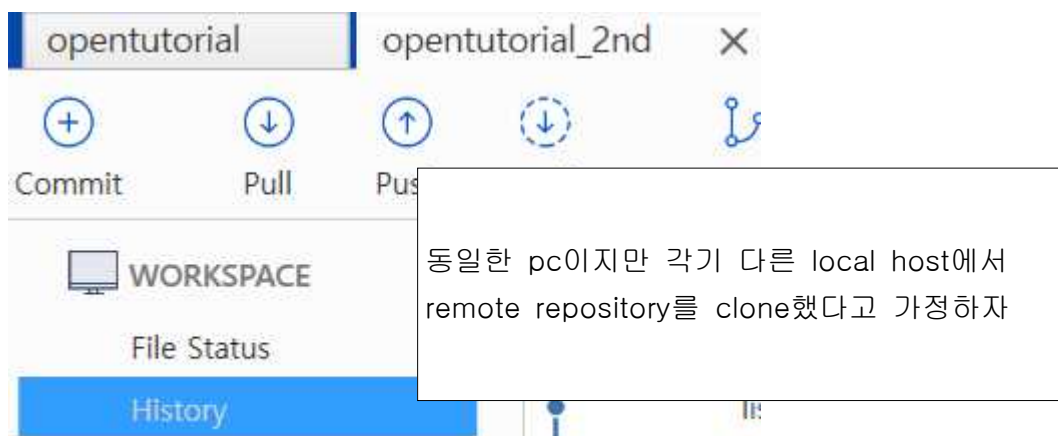 opentutorial opentutorial_2nd
Commit Pull
동일한 pc이지만 각기 다른 local host에서
remote repository를 clone했다고 가정하자
WORKSPACE
File Status
History